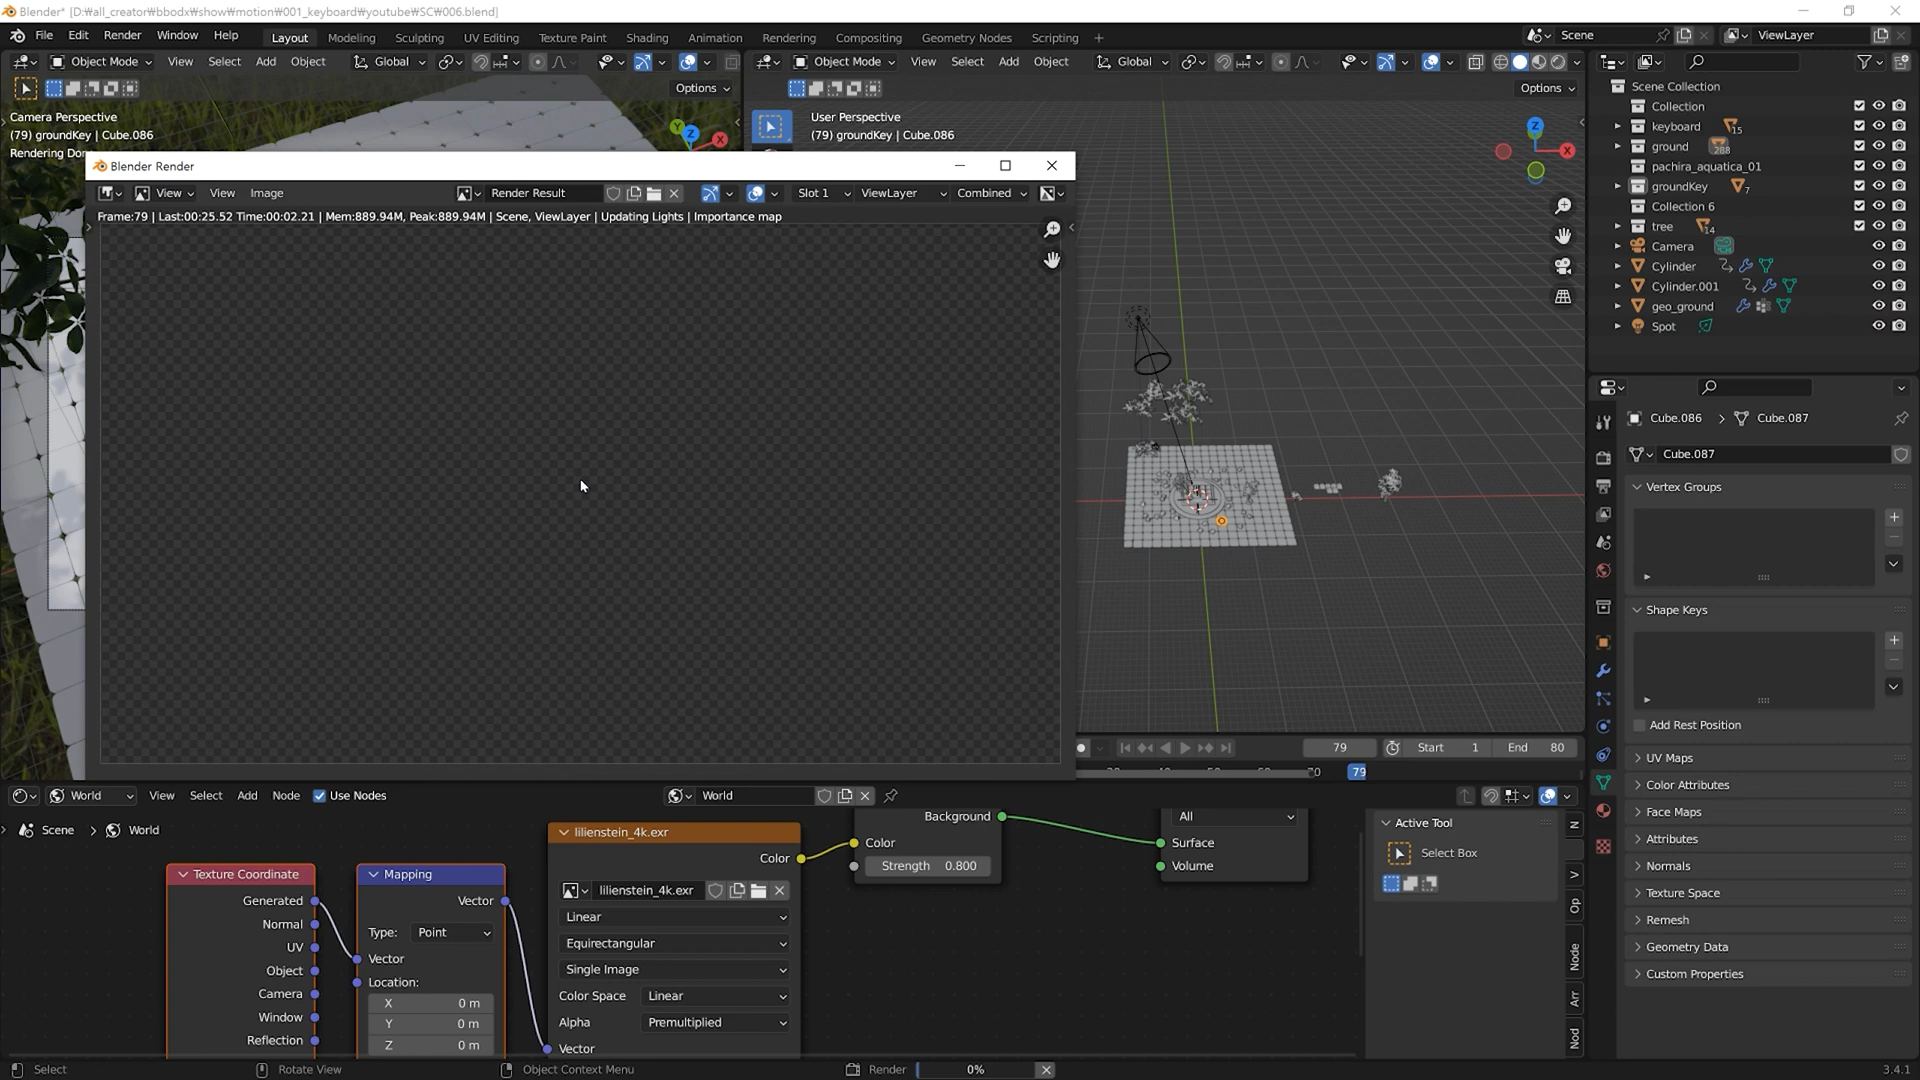 Blender* [D:₩all_creator₩bbodx₩show₩motion₩001_keyboard₩youtube₩SC₩006.blend]
File Edit Render Window Help Layout Modeling Sculpting UV Editing Texture Paint Shading Animation Rendering Compositing Geometry Nodes Scripting + Scene ViewLayer
Object Mode View Select Add Object Global
Object Mode View Select Add Object Global
Options
Options
Camera Perspective
(79) groundKey | Cube.086
User Perspective
(79) groundKey | Cube.086
Scene Collection
Collection
keyboard 15
ground 288
pachira_aquatica_01
groundKey 7
Collection 6
tree 14
Camera
Cylinder
Cylinder.001
geo_ground
Spot
Blender Render
View View Image Render Result Slot 1 ViewLayer Combined
Frame:79 | Last:00:25.52 Time:00:02.21 | Mem:889.94M, Peak:889.94M | Scene, ViewLayer | Updating Lights | Importance map
Y Z X
Z X
Cube.086 > Cube.087
Cube.087
Vertex Groups
Shape Keys
Add Rest Position
UV Maps
Color Attributes
Face Maps
Attributes
Normals
Texture Space
Remesh
Geometry Data
Custom Properties
79 Start 1 End 80
79
World View Select Add Node Use Nodes World
Scene > World
Texture Coordinate
Generated
Normal
UV
Object
Camera
Window
Reflection
Mapping
Vector
Type: Point
Vector
Location:
X 0 m
Y 0 m
Z 0 m
lilienstein_4k.exr
Color
lilienstein_4k.exr
Linear
Equirectangular
Single Image
Color Space Linear
Alpha Premultiplied
Vector
Background
Color
Strength 0.800
All
Surface
Volume
Active Tool
Select Box
N
V
Op
Node
Arr
Nod
Select Rotate View Object Context Menu Render 0% 3.4.1